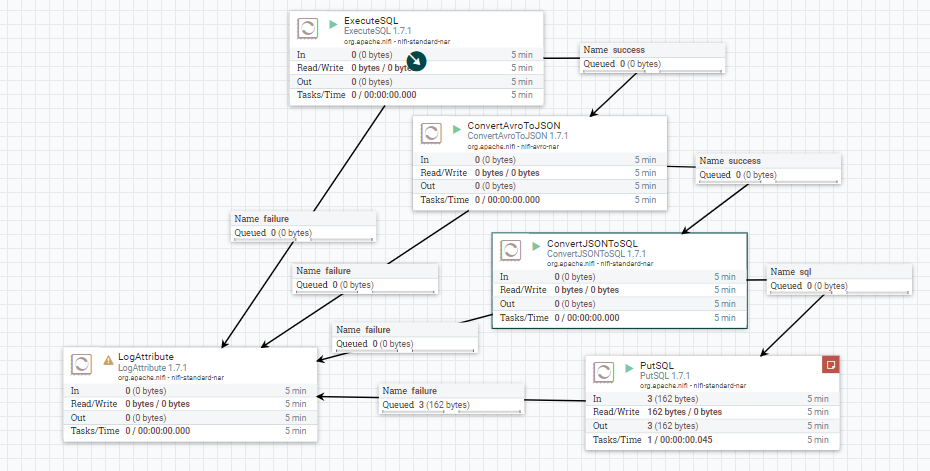 ExecuteSQL
ExecuteSQL 1.7.1
org.apache.nifi - nifi-standard-nar
In 0 (0 bytes) 5 min
Read/Write 0 bytes / 0 bytes 5 min
Out 0 (0 bytes) 5 min
Tasks/Time 0 / 00:00:00.000 5 min
Name success
Queued 0 (0 bytes)
ConvertAvroToJSON
ConvertAvroToJSON 1.7.1
org.apache.nifi - nifi-avro-nar
In 0 (0 bytes) 5 min
Read/Write 0 bytes / 0 bytes 5 min
Out 0 (0 bytes) 5 min
Tasks/Time 0 / 00:00:00.000 5 min
Name success
Queued 0 (0 bytes)
Name failure
Queued 0 (0 bytes)
ConvertJSONToSQL
ConvertJSONToSQL 1.7.1
org.apache.nifi - nifi-standard-nar
In 0 (0 bytes) 5 min
Read/Write 0 bytes / 0 bytes 5 min
Out 0 (0 bytes) 5 min
Tasks/Time 0 / 00:00:00.000 5 min
Name failure
Queued 0 (0 bytes)
Name sql
Queued 0 (0 bytes)
Name failure
Queued 0 (0 bytes)
LogAttribute
LogAttribute 1.7.1
org.apache.nifi - nifi-standard-nar
In 0 (0 bytes) 5 min
Read/Write 0 bytes / 0 bytes 5 min
Out 0 (0 bytes) 5 min
Tasks/Time 0 / 00:00:00.000 5 min
Name failure
Queued 3 (162 bytes)
PutSQL
PutSQL 1.7.1
org.apache.nifi - nifi-standard-nar
In 3 (162 bytes) 5 min
Read/Write 162 bytes / 0 bytes 5 min
Out 3 (162 bytes) 5 min
Tasks/Time 1 / 00:00:00.045 5 min